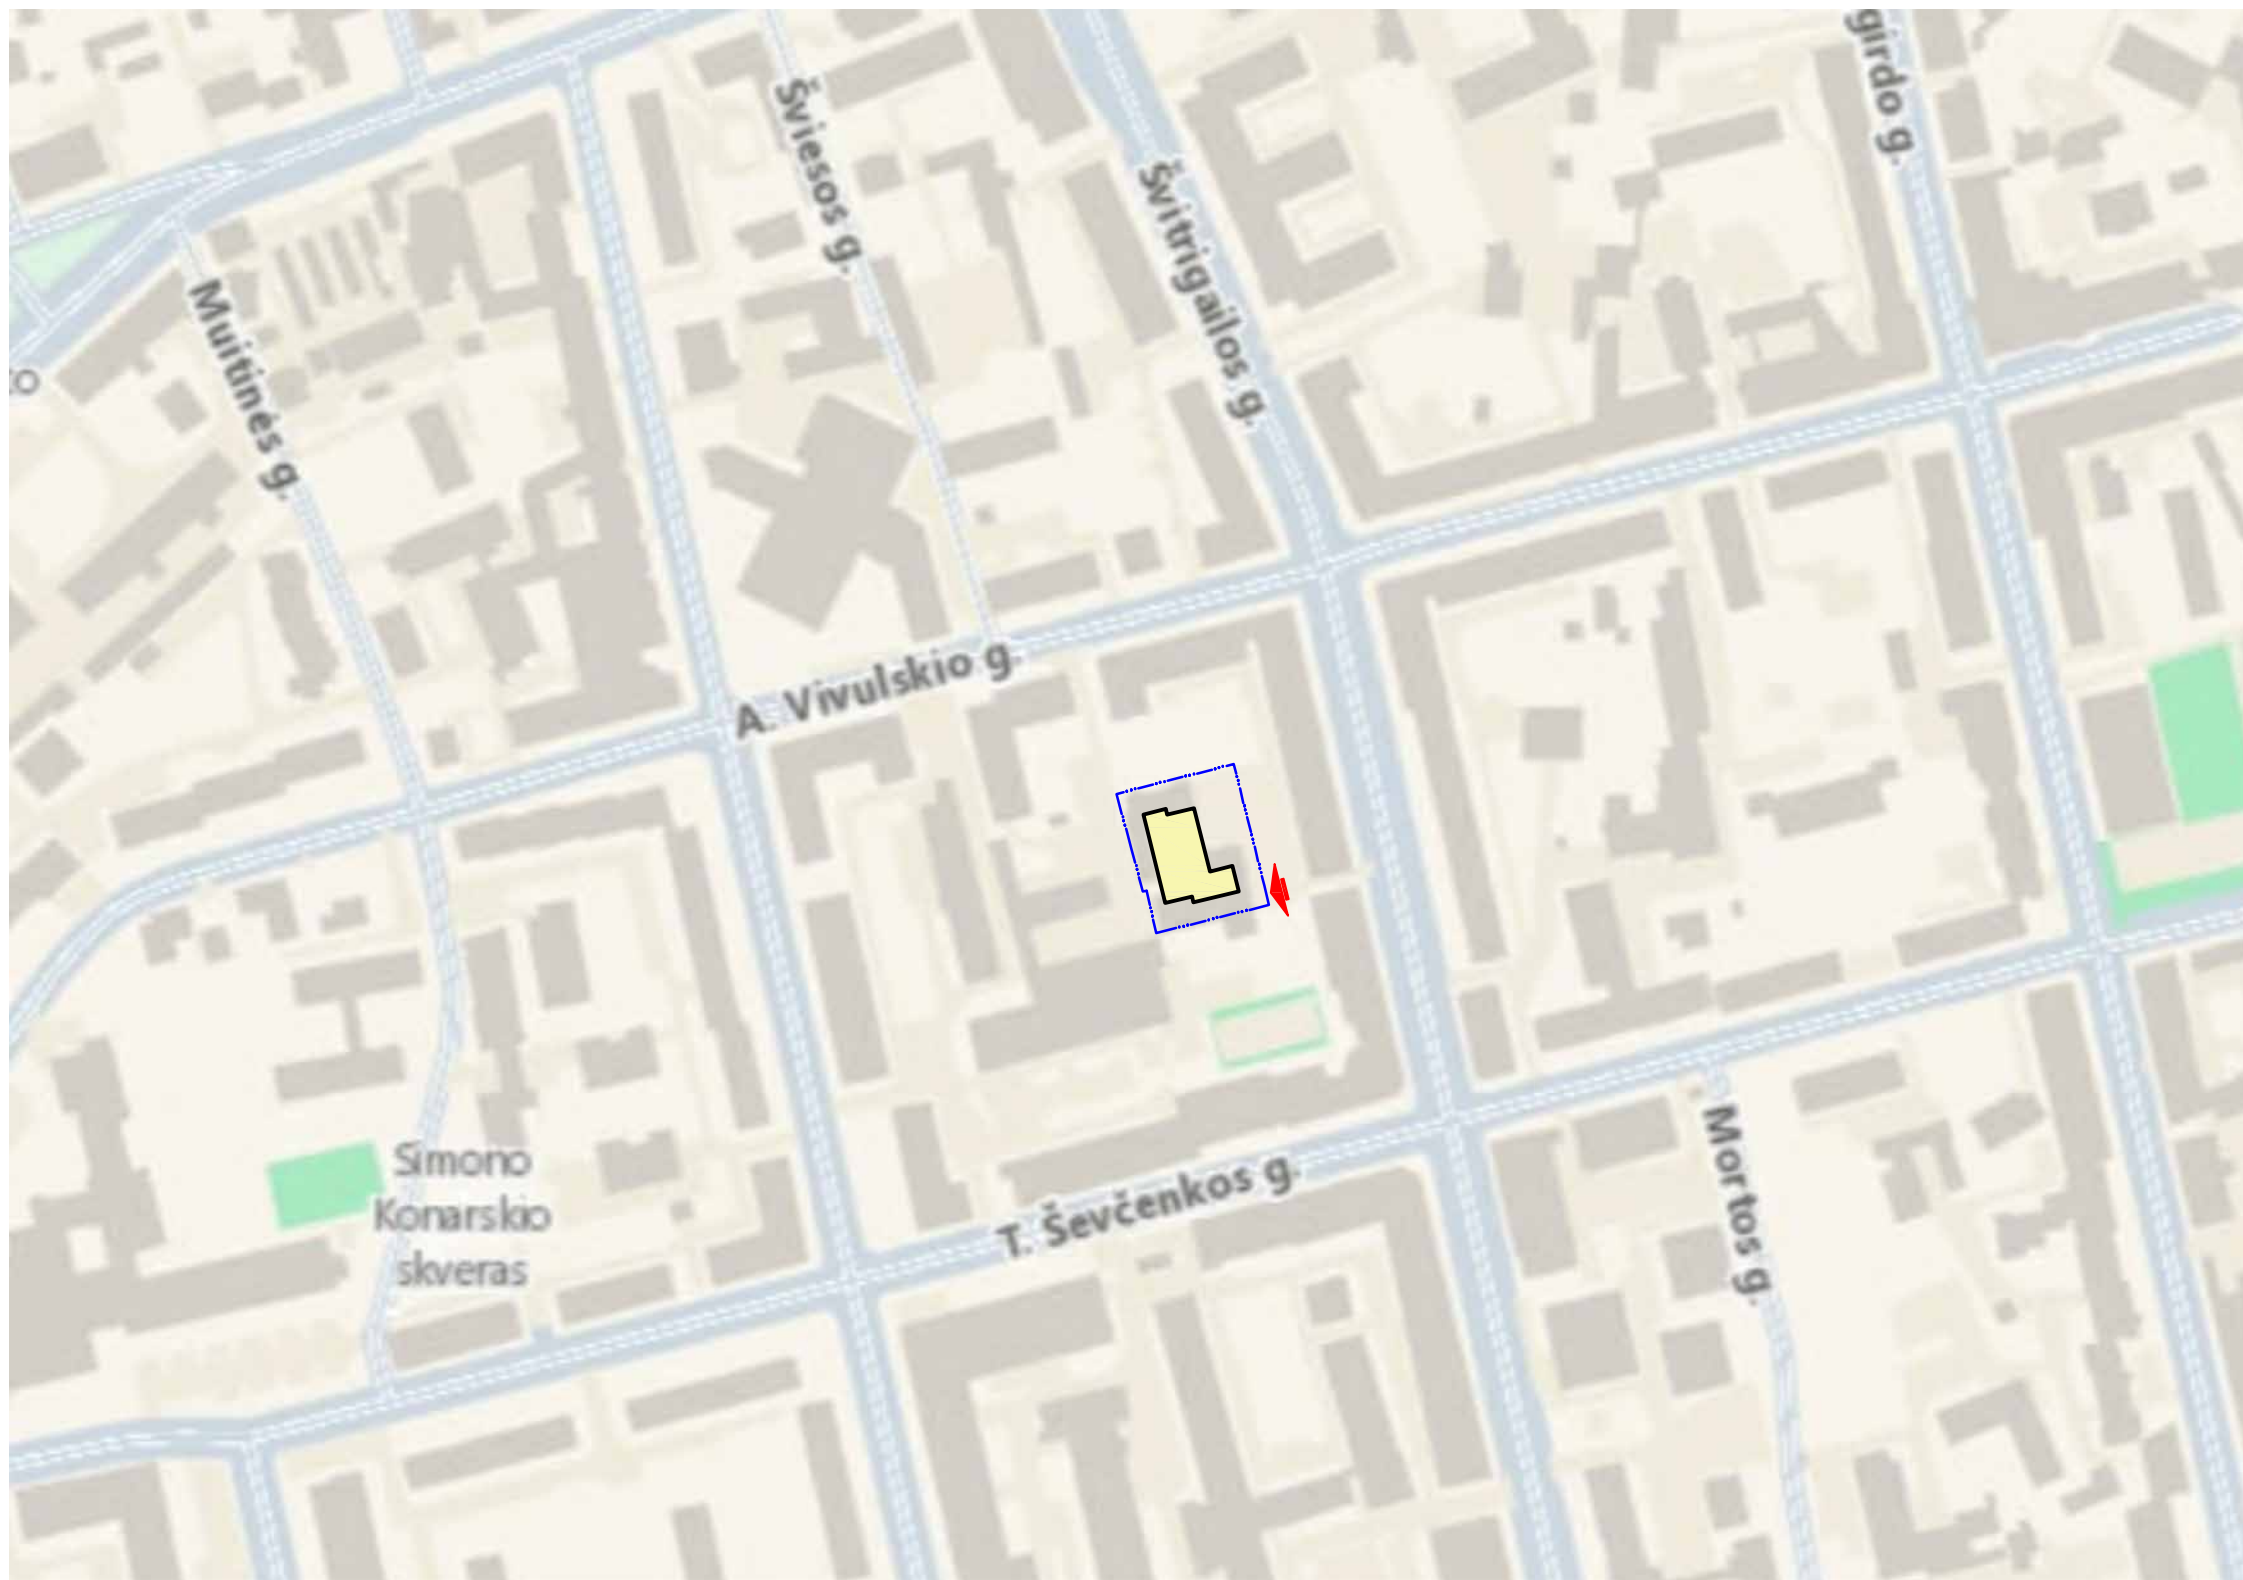 girdo g.
Šviesos g.
Švitrigailos g.
Muitinės g.
o
A. Vivulskio g.
Simono
Konarskio
skveras
T. Ševčenkos g.
Mortos g.